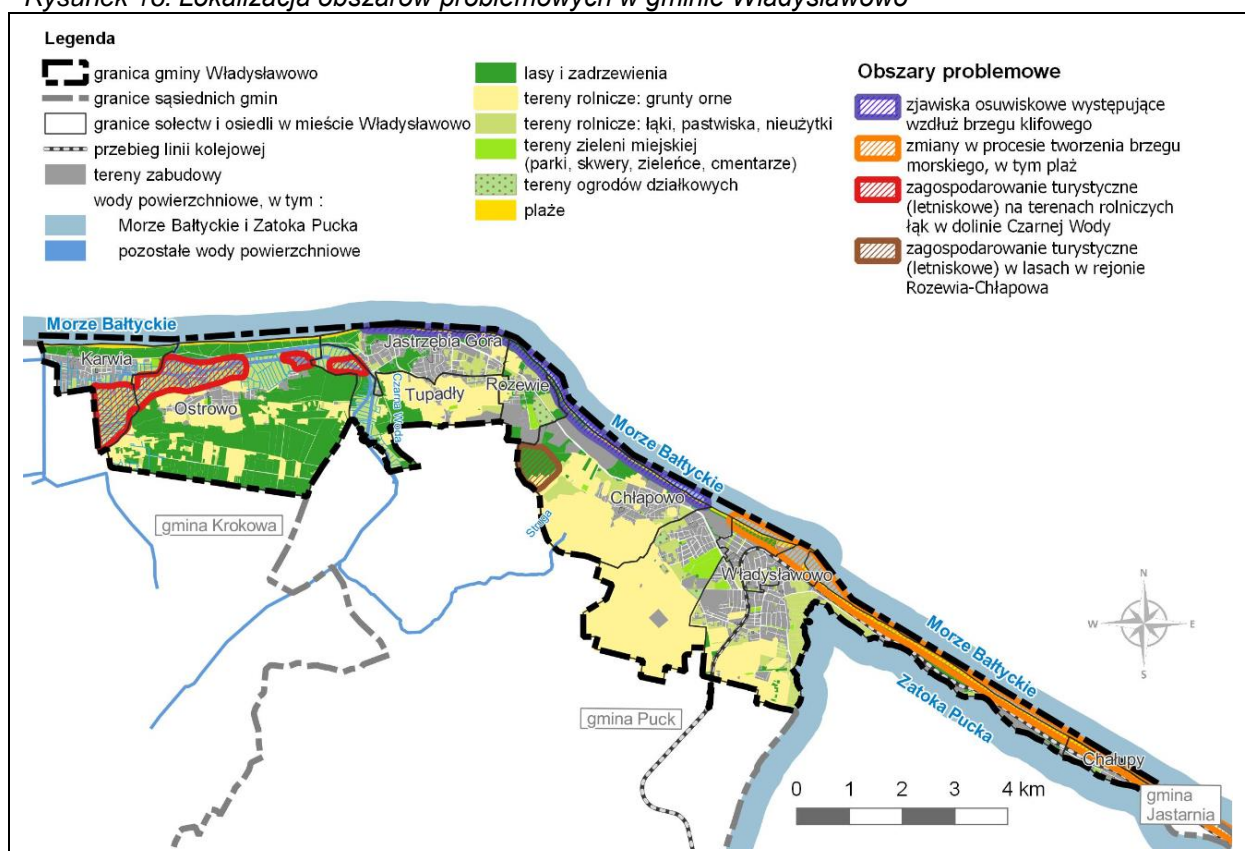 Rysunek 18. Lokalizacja obszarów problemowych w gminie Władysławowo
Legenda
granica gminy Władysławowo
granice sąsiednich gmin
granice sołectw i osiedli w mieście Władysławowo
przebieg linii kolejowej
tereny zabudowy
wody powierzchniowe, w tym :
Morze Bałtyckie i Zatoka Pucka
pozostałe wody powierzchniowe
lasy i zadrzewienia
tereny rolnicze: grunty orne
tereny rolnicze: łąki, pastwiska, nieużytki
tereny zieleni miejskiej
(parki, skwery, zieleńce, cmentarze)
tereny ogrodów działkowych
plaże
Obszary problemowe
zjawiska osuwiskowe występujące
wzdłuż brzegu klifowego
zmiany w procesie tworzenia brzegu
morskiego, w tym plaż
zagospodarowanie turystyczne
(letniskowe) na terenach rolniczych
łąk w dolinie Czarnej Wody
zagospodarowanie turystyczne
(letniskowe) w lasach w rejonie
Rozewia-Chłapowa
Morze Bałtyckie
Karwia
Jastrzębia Góra
Rozewie
Ostrowo
Czarna Woda
Tupadły
Morze Bałtyckie
Chłapowo
gmina Krokowa
Struga
Władysławowo
Morze Bałtyckie
Zatoka Pucka
gmina Puck
Chałupy
gmina
Jastarnia
N
W
E
S
0 1 2 3 4 km